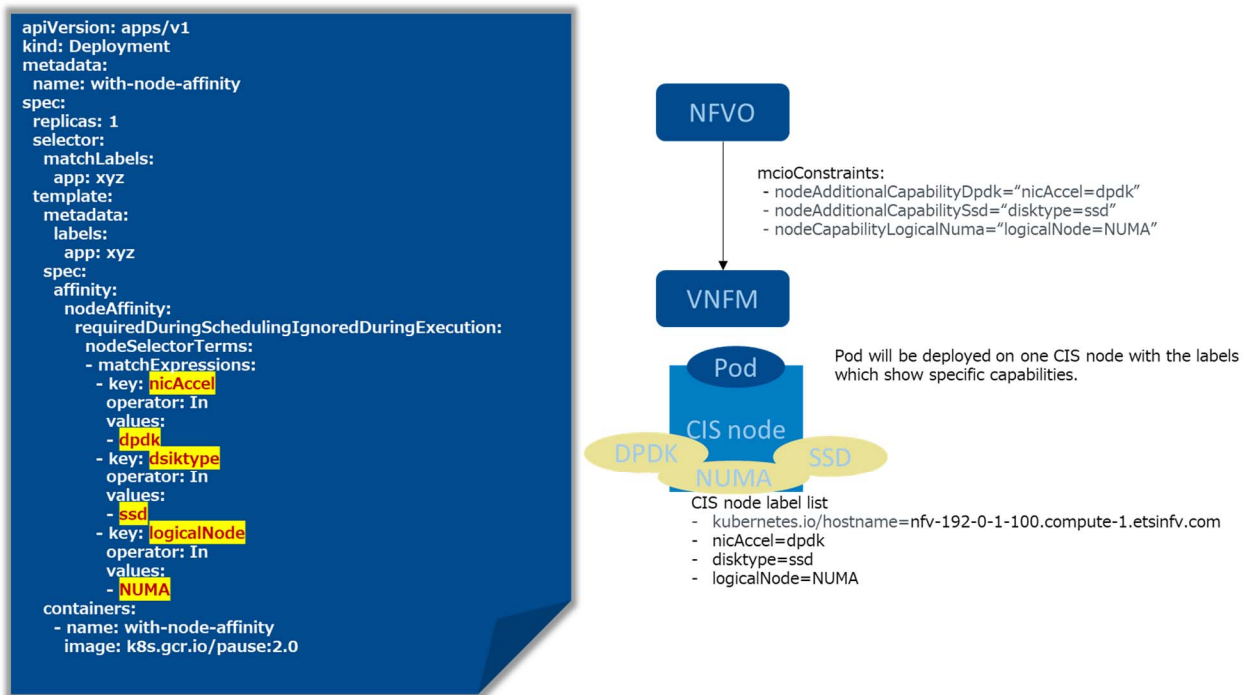 apiVersion: apps/v1
kind: Deployment
metadata:
name: with-node-affinity
spec:
replicas: 1
selector:
matchLabels:
app: xyz
template:
metadata:
labels:
app: xyz
spec:
affinity:
nodeAffinity:
requiredDuringSchedulingIgnoredDuringExecution:
nodeSelectorTerms:
- matchExpressions:
- key: nicAccel
operator: In
values:
- dpdk
- key: dsiktype
operator: In
values:
- ssd
- key: logicalNode
operator: In
values:
- NUMA
containers:
- name: with-node-affinity
image: k8s.gcr.io/pause:2.0
NFVO
mcioConstraints:
- nodeAdditionalCapabilityDpdk=“nicAccel=dpdk”
- nodeAdditionalCapabilitySsd=“disktype=ssd”
- nodeCapabilityLogicalNuma=“logicalNode=NUMA”
VNFM
Pod will be deployed on one CIS node with the labels
which show specific capabilities.
Pod
CIS node
DPDK
NUMA
SSD
CIS node label list
- kubernetes.io/hostname=nfv-192-0-1-100.compute-1.etsinfv.com
- nicAccel=dpdk
- disktype=ssd
- logicalNode=NUMA